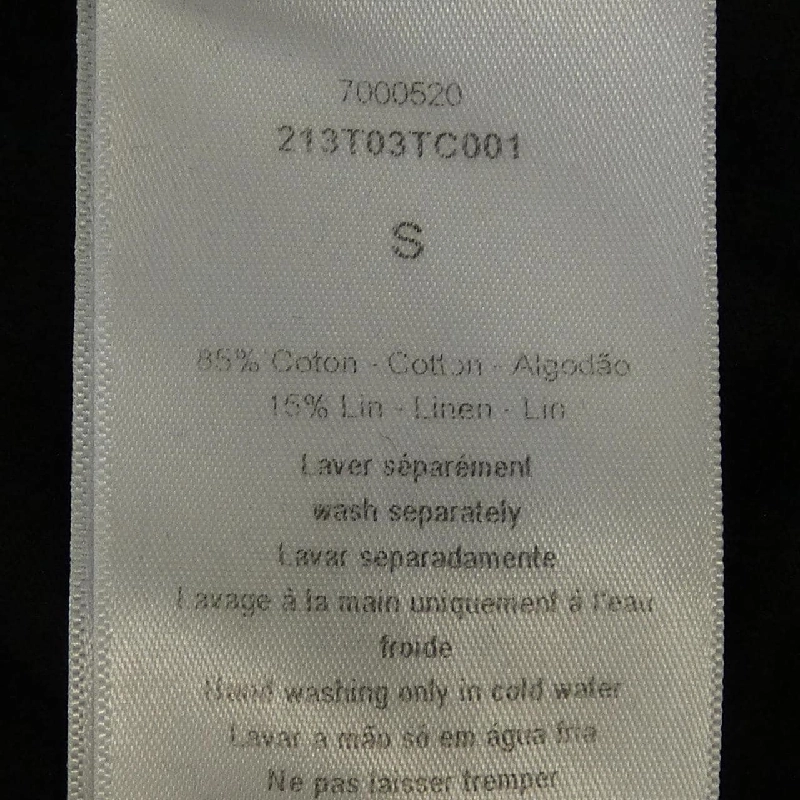 7000520
213T03TC001
S
85% Coton - Cotton - Algodão
15% Lin - Linen - Lin
Laver séparément
wash separately
Lavar separadamente
Lavage à la main uniquement à l'eau
froide
Hand washing only in cold water
Lavar a mão só em água fria
Ne pas laisser tremper